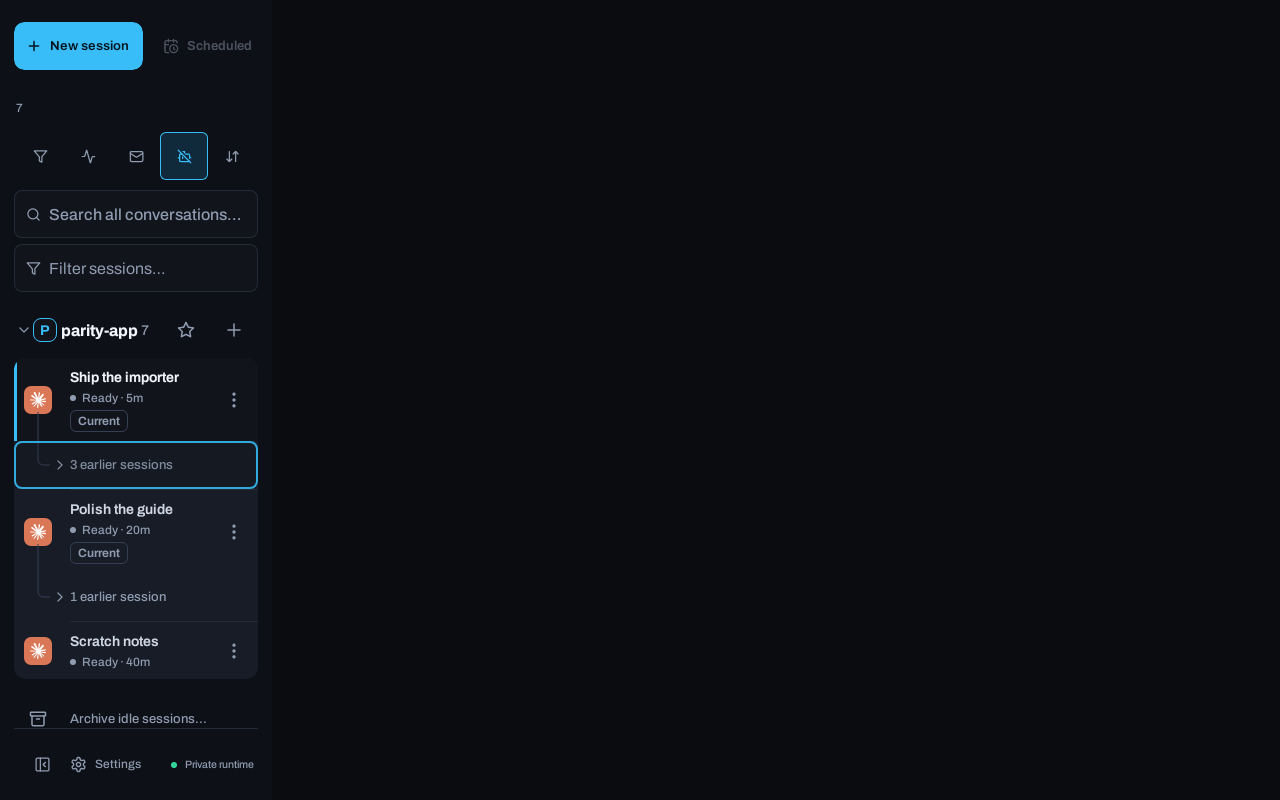 New session
Scheduled
7
Search all conversations...
Filter sessions...
P parity-app 7
Ship the importer
Ready · 5m
Current
3 earlier sessions
Polish the guide
Ready · 20m
Current
1 earlier session
Scratch notes
Ready · 40m
Archive idle sessions...
Settings
Private runtime